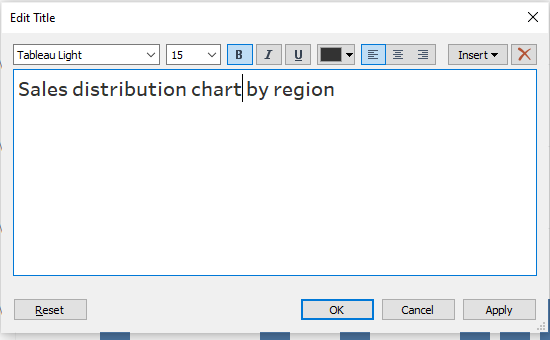 Edit Title
Tableau Light 15 B I U Insert
Sales distribution chart by region
Reset OK Cancel Apply